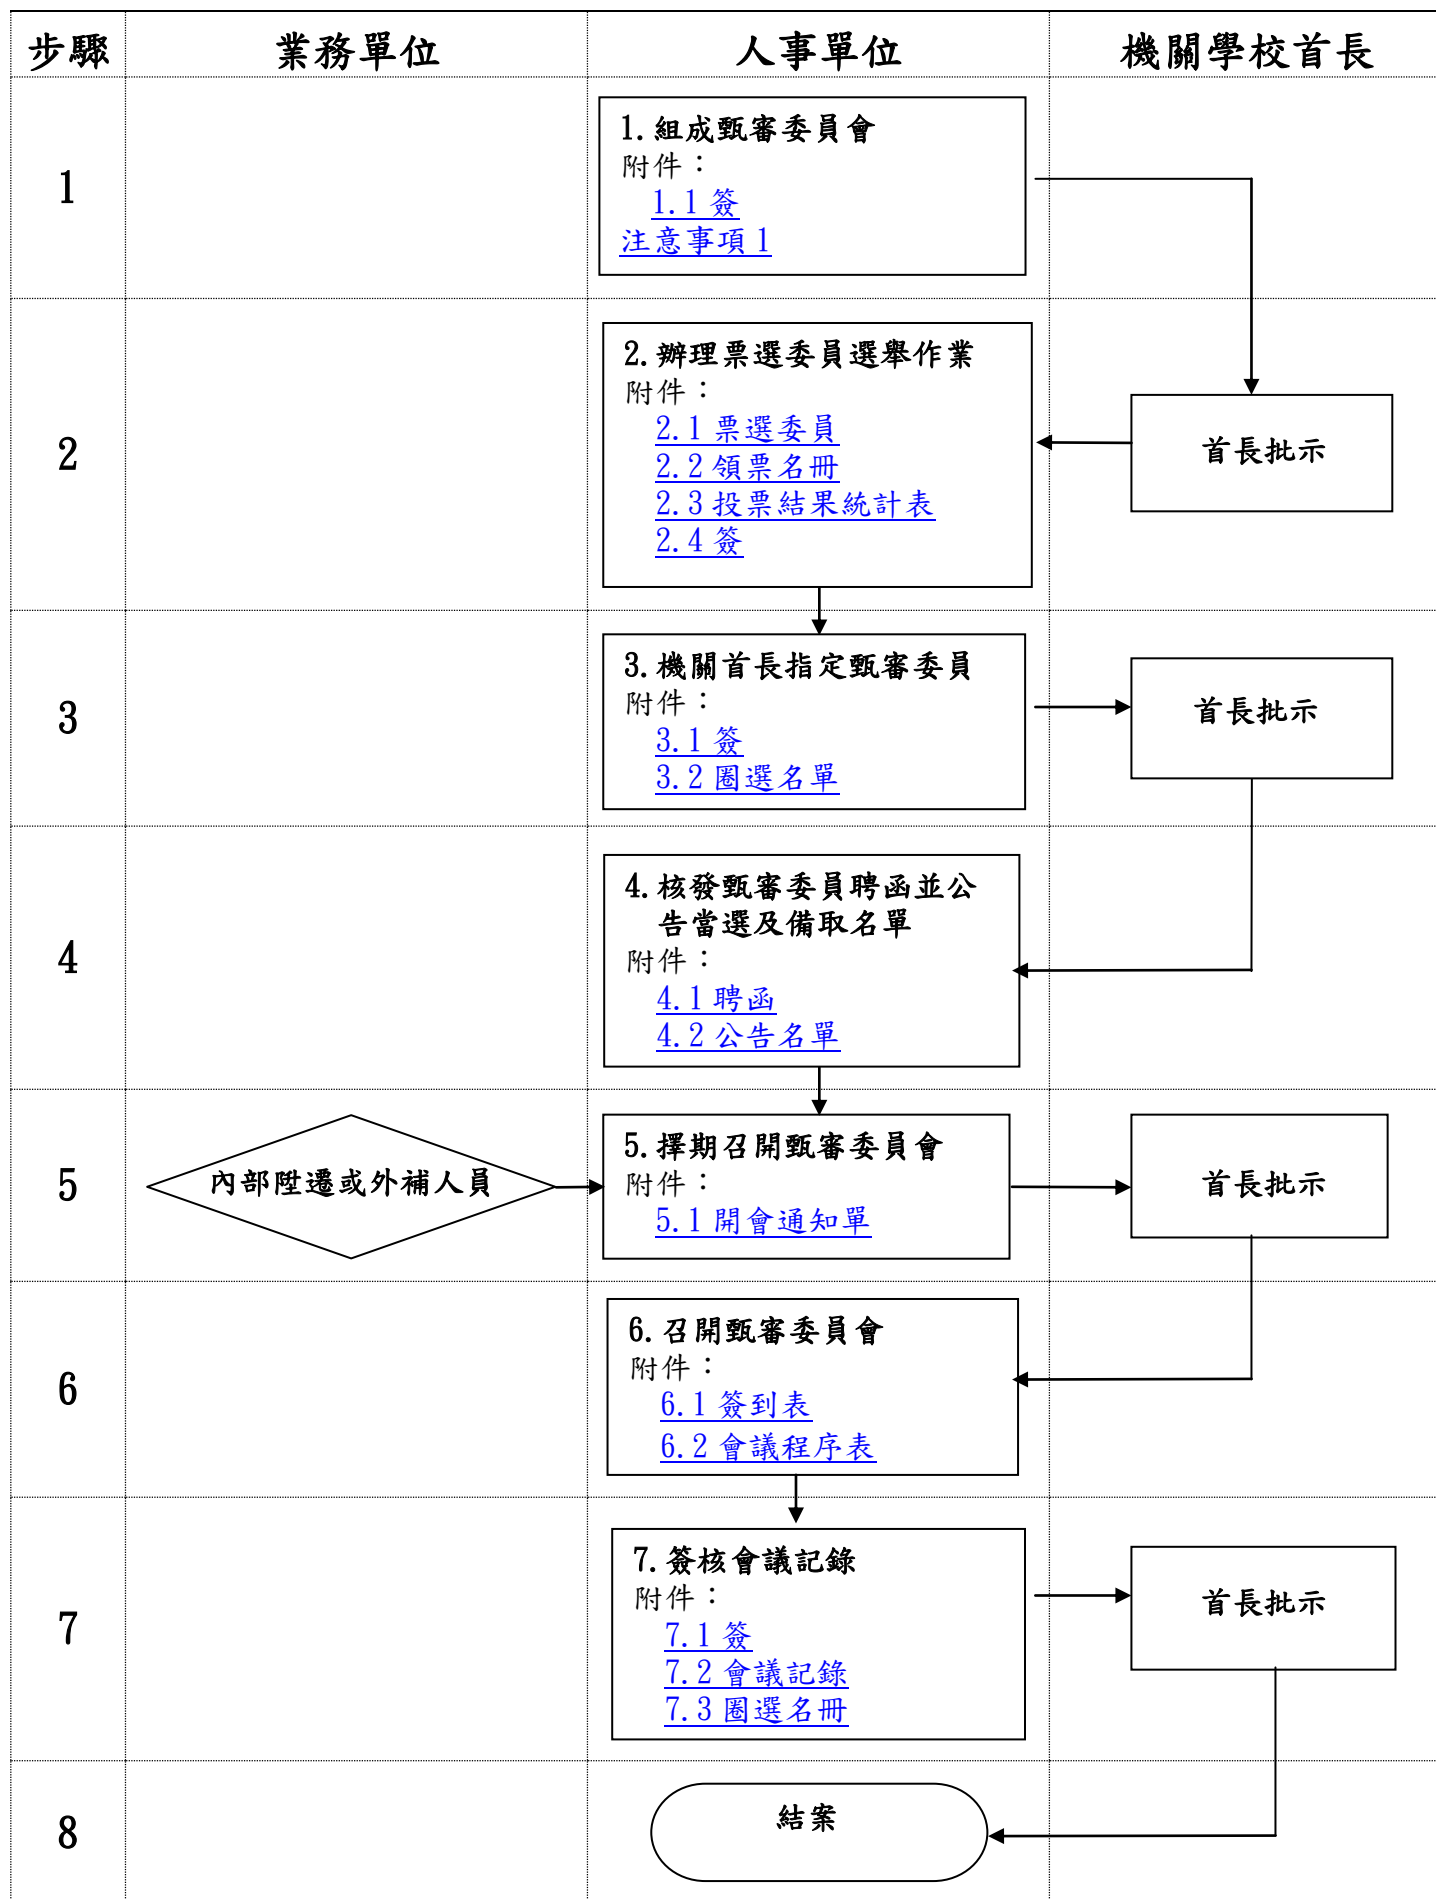 步驟 業務單位 人事單位 機關學校首長
1
1.組成甄審委員會
附件：
1.1 簽
注意事項 1
2
2.辦理票選委員選舉作業
附件：
2.1 票選委員
2.2 領票名冊
2.3 投票結果統計表
2.4 簽
首長批示
3
3.機關首長指定甄審委員
附件：
3.1 簽
3.2 圈選名單
首長批示
4
4.核發甄審委員聘函並公
告當選及備取名單
附件：
4.1 聘函
4.2 公告名單
5
內部陞遷或外補人員
5.擇期召開甄審委員會
附件：
5.1 開會通知單
首長批示
6
6.召開甄審委員會
附件：
6.1 簽到表
6.2 會議程序表
7
7.簽核會議記錄
附件：
7.1 簽
7.2 會議記錄
7.3 圈選名冊
首長批示
8
結案